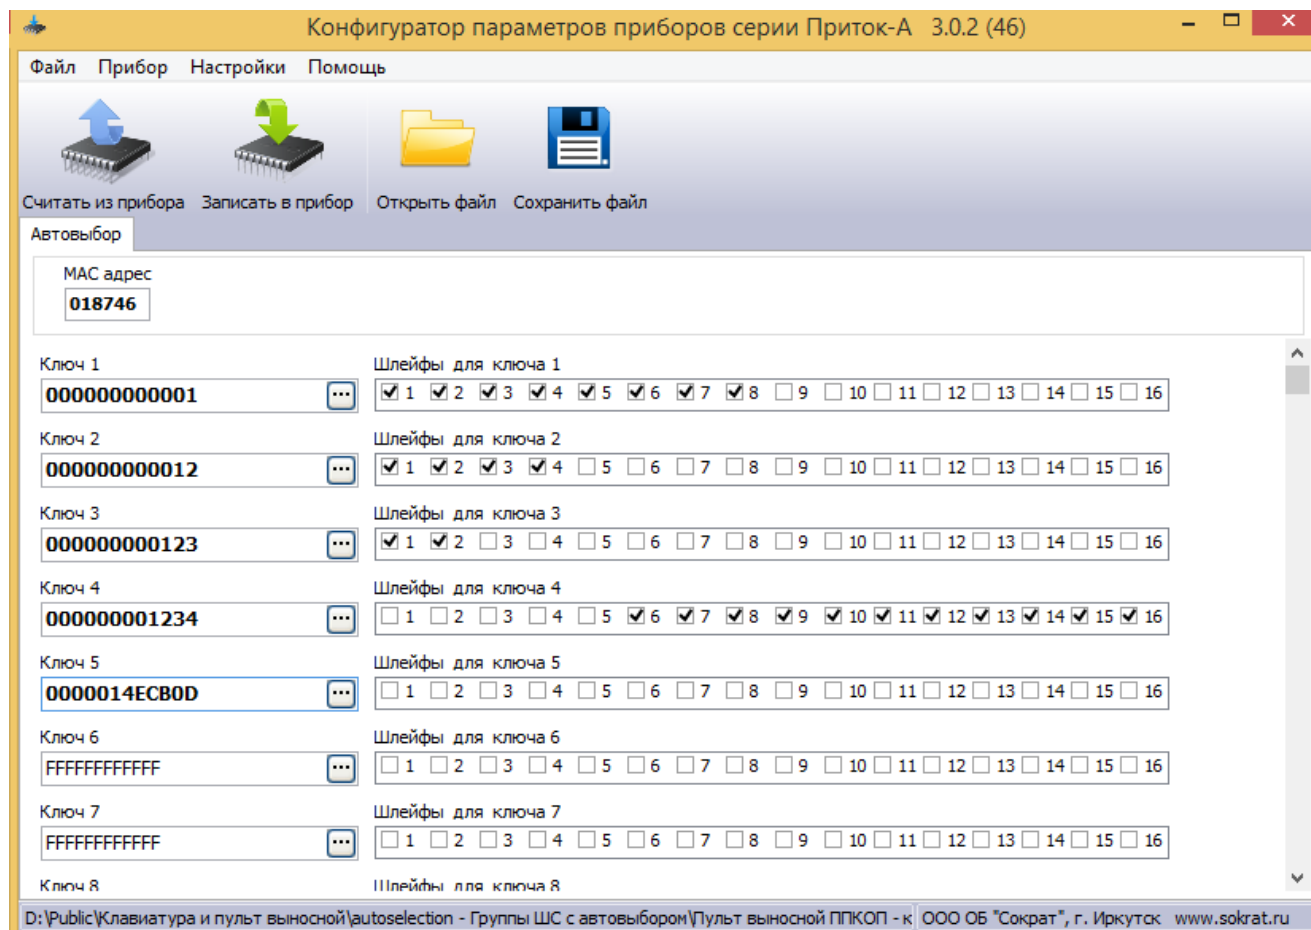 Конфигуратор параметров приборов серии Приток-А 3.0.2 (46)
Файл Прибор Настройки Помощь
Считать из прибора Записать в прибор Открыть файл Сохранить файл
Автовыбор
MAC адрес
018746
Ключ 1 Шлейфы для ключа 1
000000000001 ... 1 2 3 4 5 6 7 8 9 10 11 12 13 14 15 16
Ключ 2 Шлейфы для ключа 2
000000000012 ... 1 2 3 4 5 6 7 8 9 10 11 12 13 14 15 16
Ключ 3 Шлейфы для ключа 3
000000000123 ... 1 2 3 4 5 6 7 8 9 10 11 12 13 14 15 16
Ключ 4 Шлейфы для ключа 4
000000001234 ... 1 2 3 4 5 6 7 8 9 10 11 12 13 14 15 16
Ключ 5 Шлейфы для ключа 5
0000014ECB0D ... 1 2 3 4 5 6 7 8 9 10 11 12 13 14 15 16
Ключ 6 Шлейфы для ключа 6
FFFFFFFFFFFF ... 1 2 3 4 5 6 7 8 9 10 11 12 13 14 15 16
Ключ 7 Шлейфы для ключа 7
FFFFFFFFFFFF ... 1 2 3 4 5 6 7 8 9 10 11 12 13 14 15 16
Ключ 8 Шлейфы для ключа 8
D:\Public\Клавиатура и пульт выносной\autoselection - Группы ШС с автовыбором\Пульт выносной ППКОП - к ООО ОБ "Сократ", г. Иркутск www.sokrat.ru